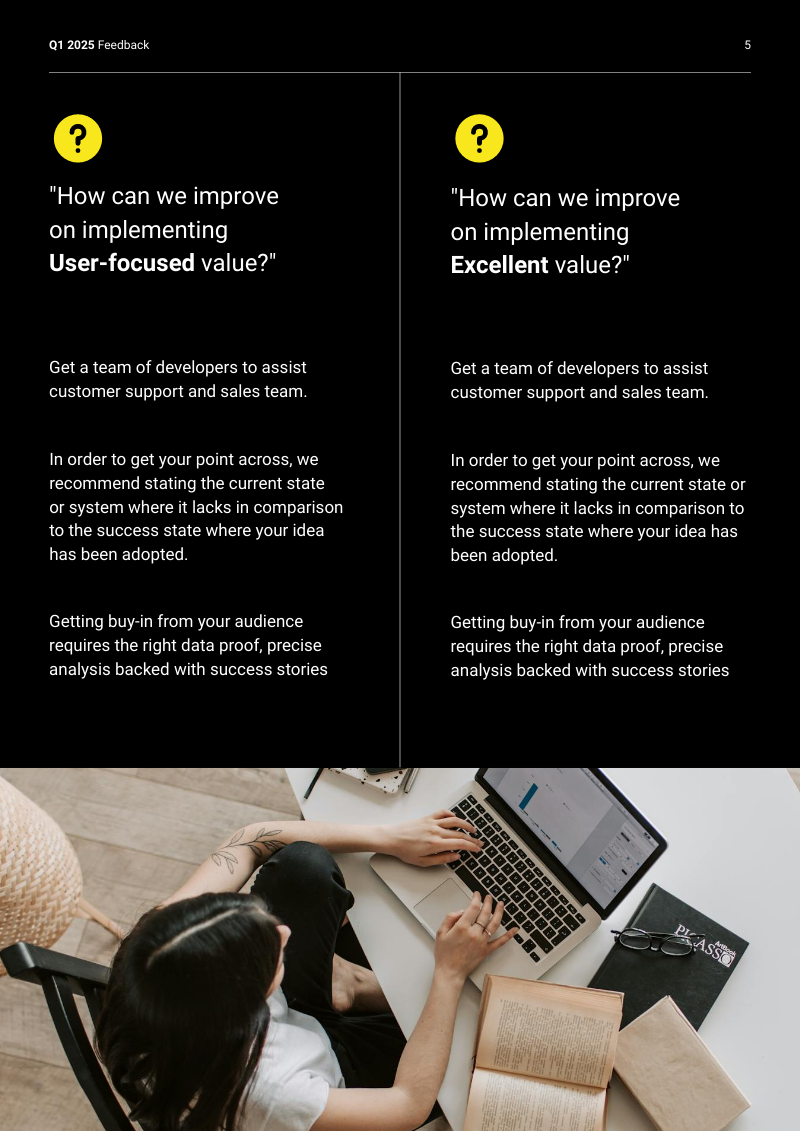 Q1 2025 Feedback
5
"How can we improve
on implementing
User-focused value?"
Get a team of developers to assist
customer support and sales team.
In order to get your point across, we
recommend stating the current state
or system where it lacks in comparison
to the success state where your idea
has been adopted.
Getting buy-in from your audience
requires the right data proof, precise
analysis backed with success stories
"How can we improve
on implementing
Excellent value?"
Get a team of developers to assist
customer support and sales team.
In order to get your point across, we
recommend stating the current state or
system where it lacks in comparison to
the success state where your idea has
been adopted.
Getting buy-in from your audience
requires the right data proof, precise
analysis backed with success stories
PICASSO
ArtBook